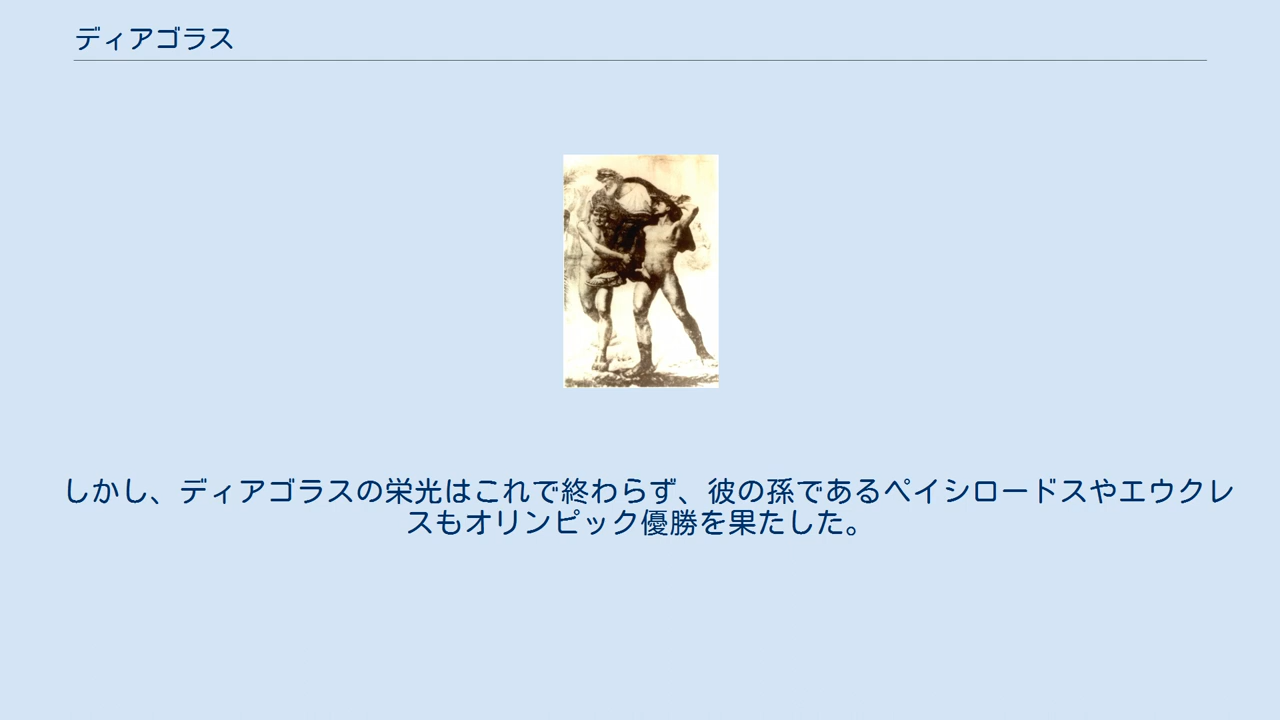 ディアゴラス
しかし、ディアゴラスの栄光はこれで終わらず、彼の孫であるペイシロードスやエウクレ
スもオリンピック優勝を果たした。